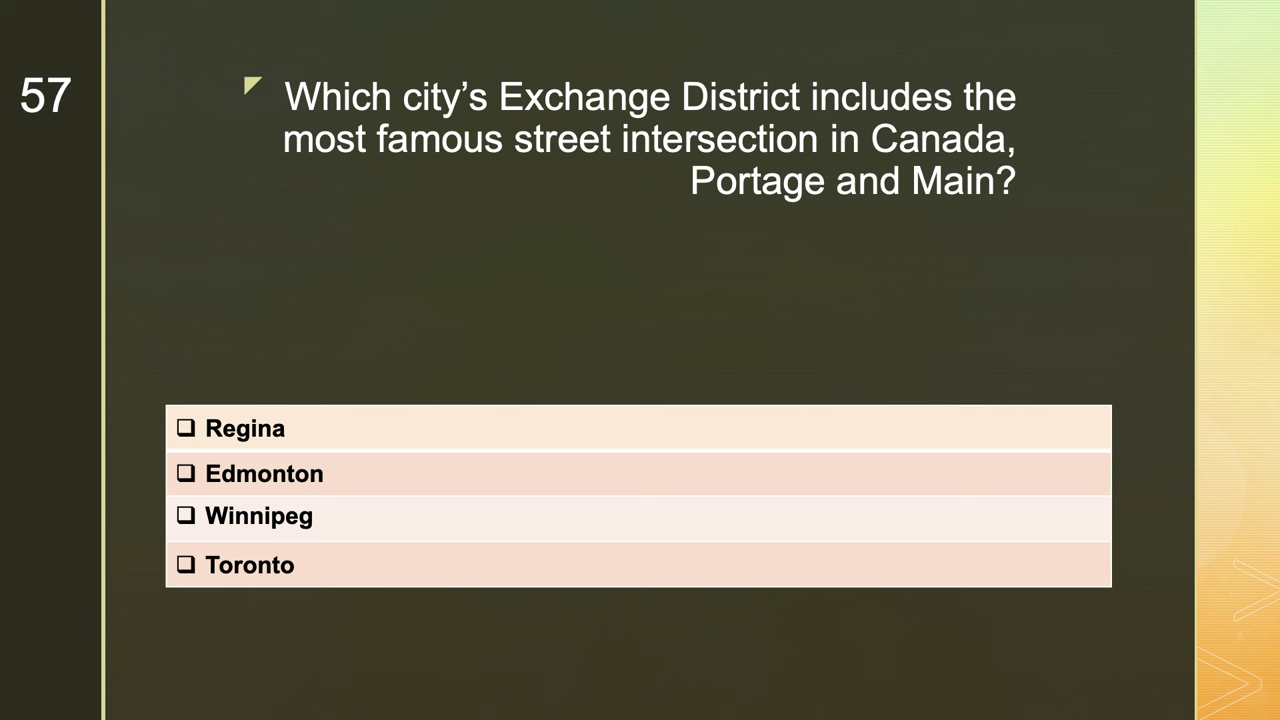 57
Which city’s Exchange District includes the
most famous street intersection in Canada,
Portage and Main?
❑ Regina
❑ Edmonton
❑ Winnipeg
❑ Toronto